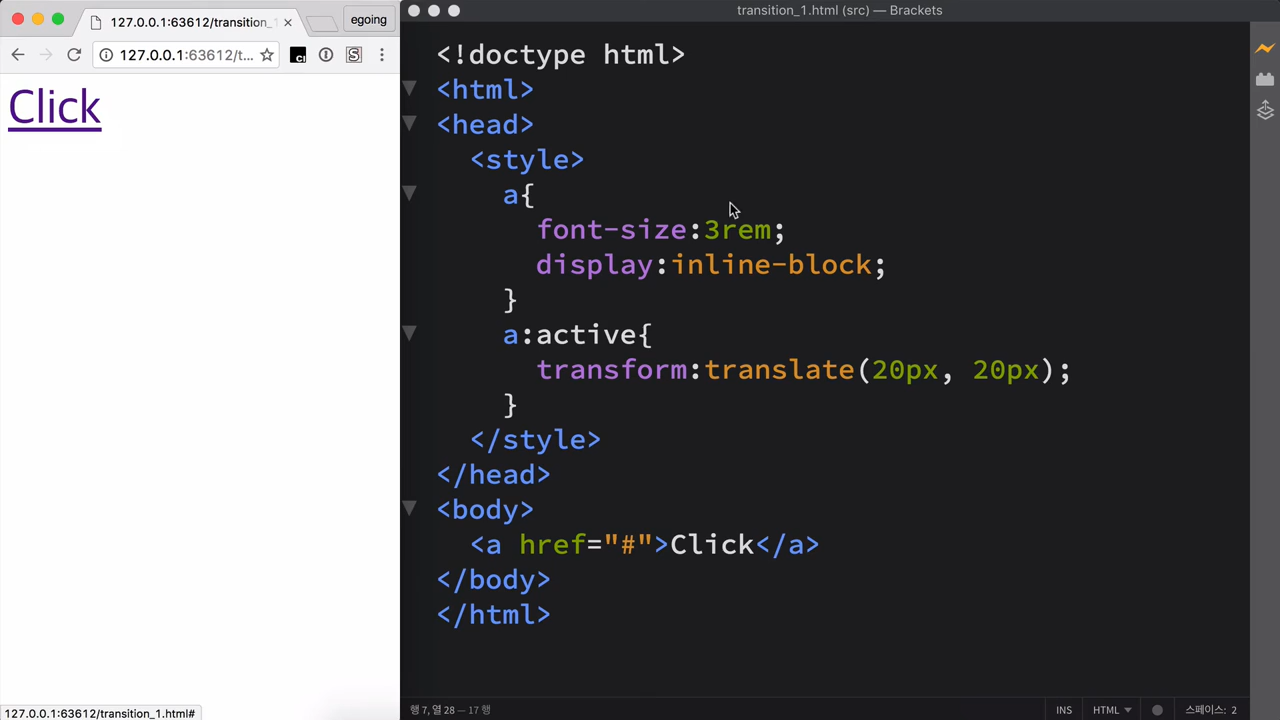 127.0.0.1:63612/transition_
egoing
127.0.0.1:63612/t...
Click
127.0.0.1:63612/transition_1.html#
transition_1.html (src) — Brackets
<!doctype html>
<html>
<head>
<style>
a{
font-size:3rem;
display:inline-block;
}
a:active{
transform:translate(20px, 20px);
}
</style>
</head>
<body>
<a href="#">Click</a>
</body>
</html>
행 7, 열 28 — 17 행
INS
HTML
스페이스: 2